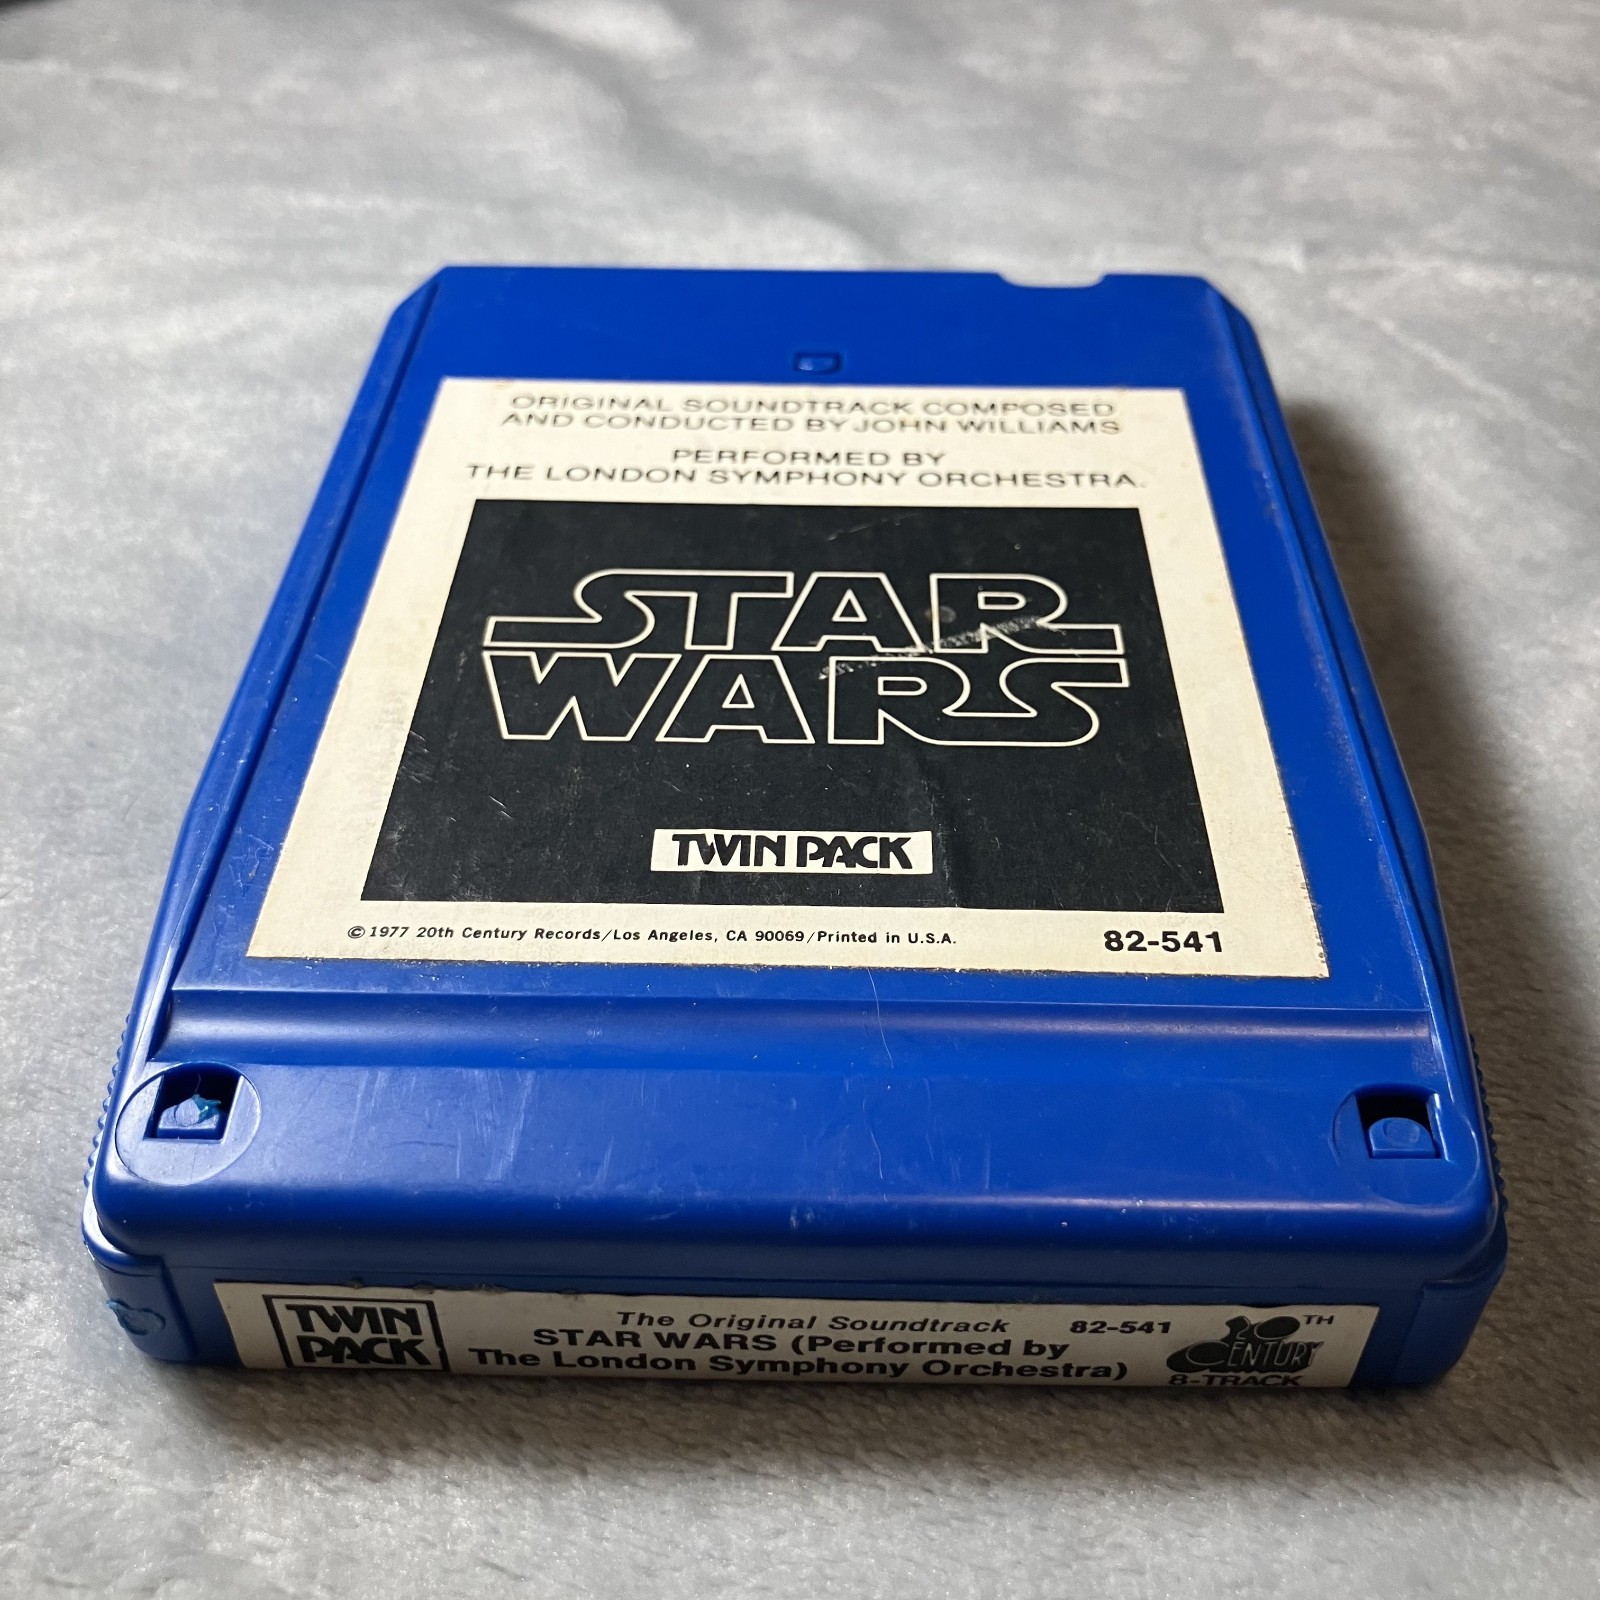 ORIGINAL SOUNDTRACK COMPOSED
AND CONDUCTED BY JOHN WILLIAMS
PERFORMED BY
THE LONDON SYMPHONY ORCHESTRA.
STAR
WARS
TWIN PACK
© 1977 20th Century Records/Los Angeles, CA 90069/Printed in U.S.A.
82-541
TWIN
PACK
The Original Soundtrack 82-541
STAR WARS (Performed by
The London Symphony Orchestra)
20TH
CENTURY
8-TRACK